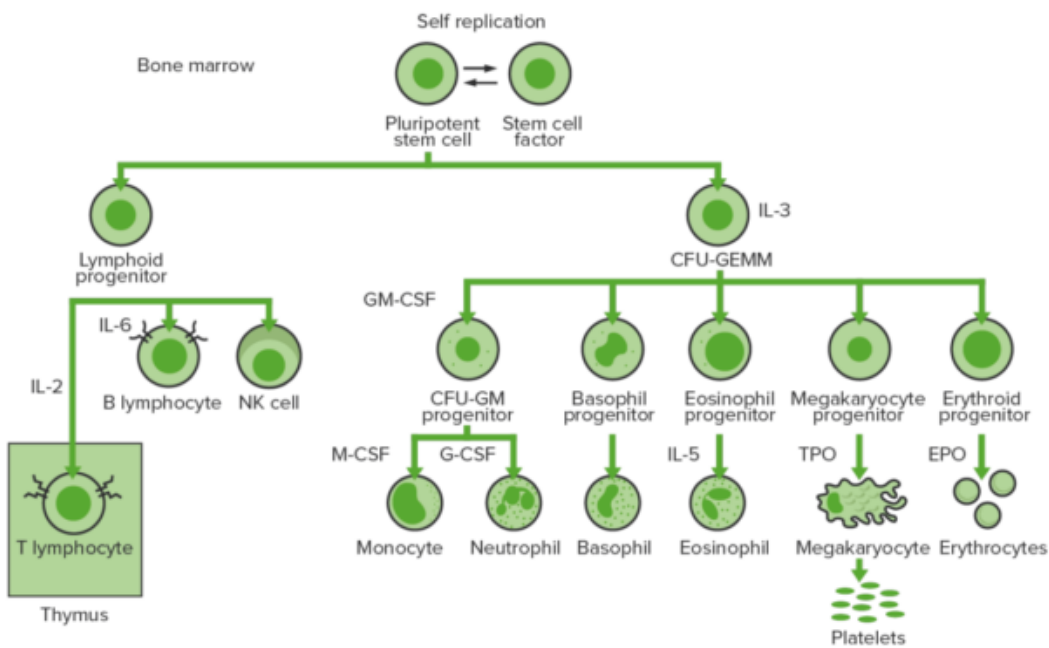 Self replication
Bone marrow
Pluripotent
stem cell
Stem cell
factor
IL-3
Lymphoid
progenitor
CFU-GEMM
GM-CSF
IL-6
IL-2
B lymphocyte
NK cell
CFU-GM
progenitor
Basophil
progenitor
Eosinophil
progenitor
Megakaryocyte
progenitor
Erythroid
progenitor
M-CSF
G-CSF
IL-5
TPO
EPO
T lymphocyte
Monocyte
Neutrophil
Basophil
Eosinophil
Megakaryocyte
Erythrocytes
Thymus
Platelets